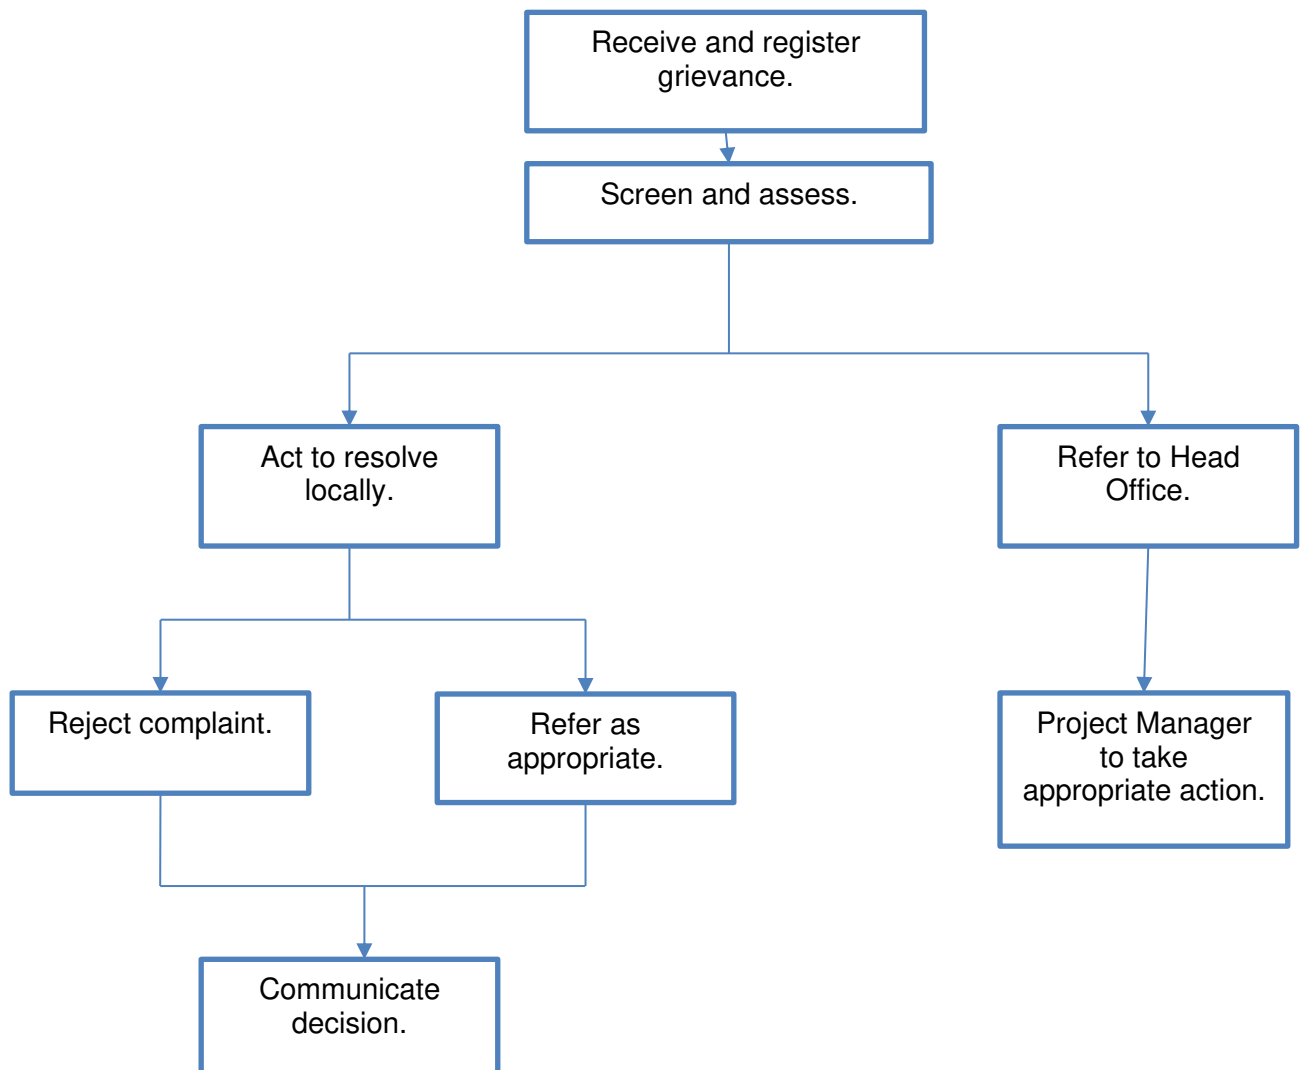 Receive and register
grievance.
Screen and assess.
Act to resolve
locally.
Refer to Head
Office.
Reject complaint.
Refer as
appropriate.
Project Manager
to take
appropriate action.
Communicate
decision.